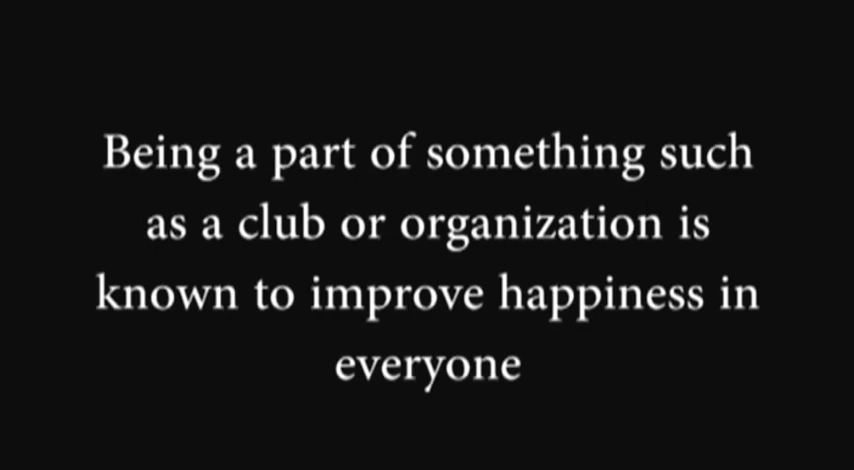 Being a part of something such
as a club or organization is
known to improve happiness in
everyone